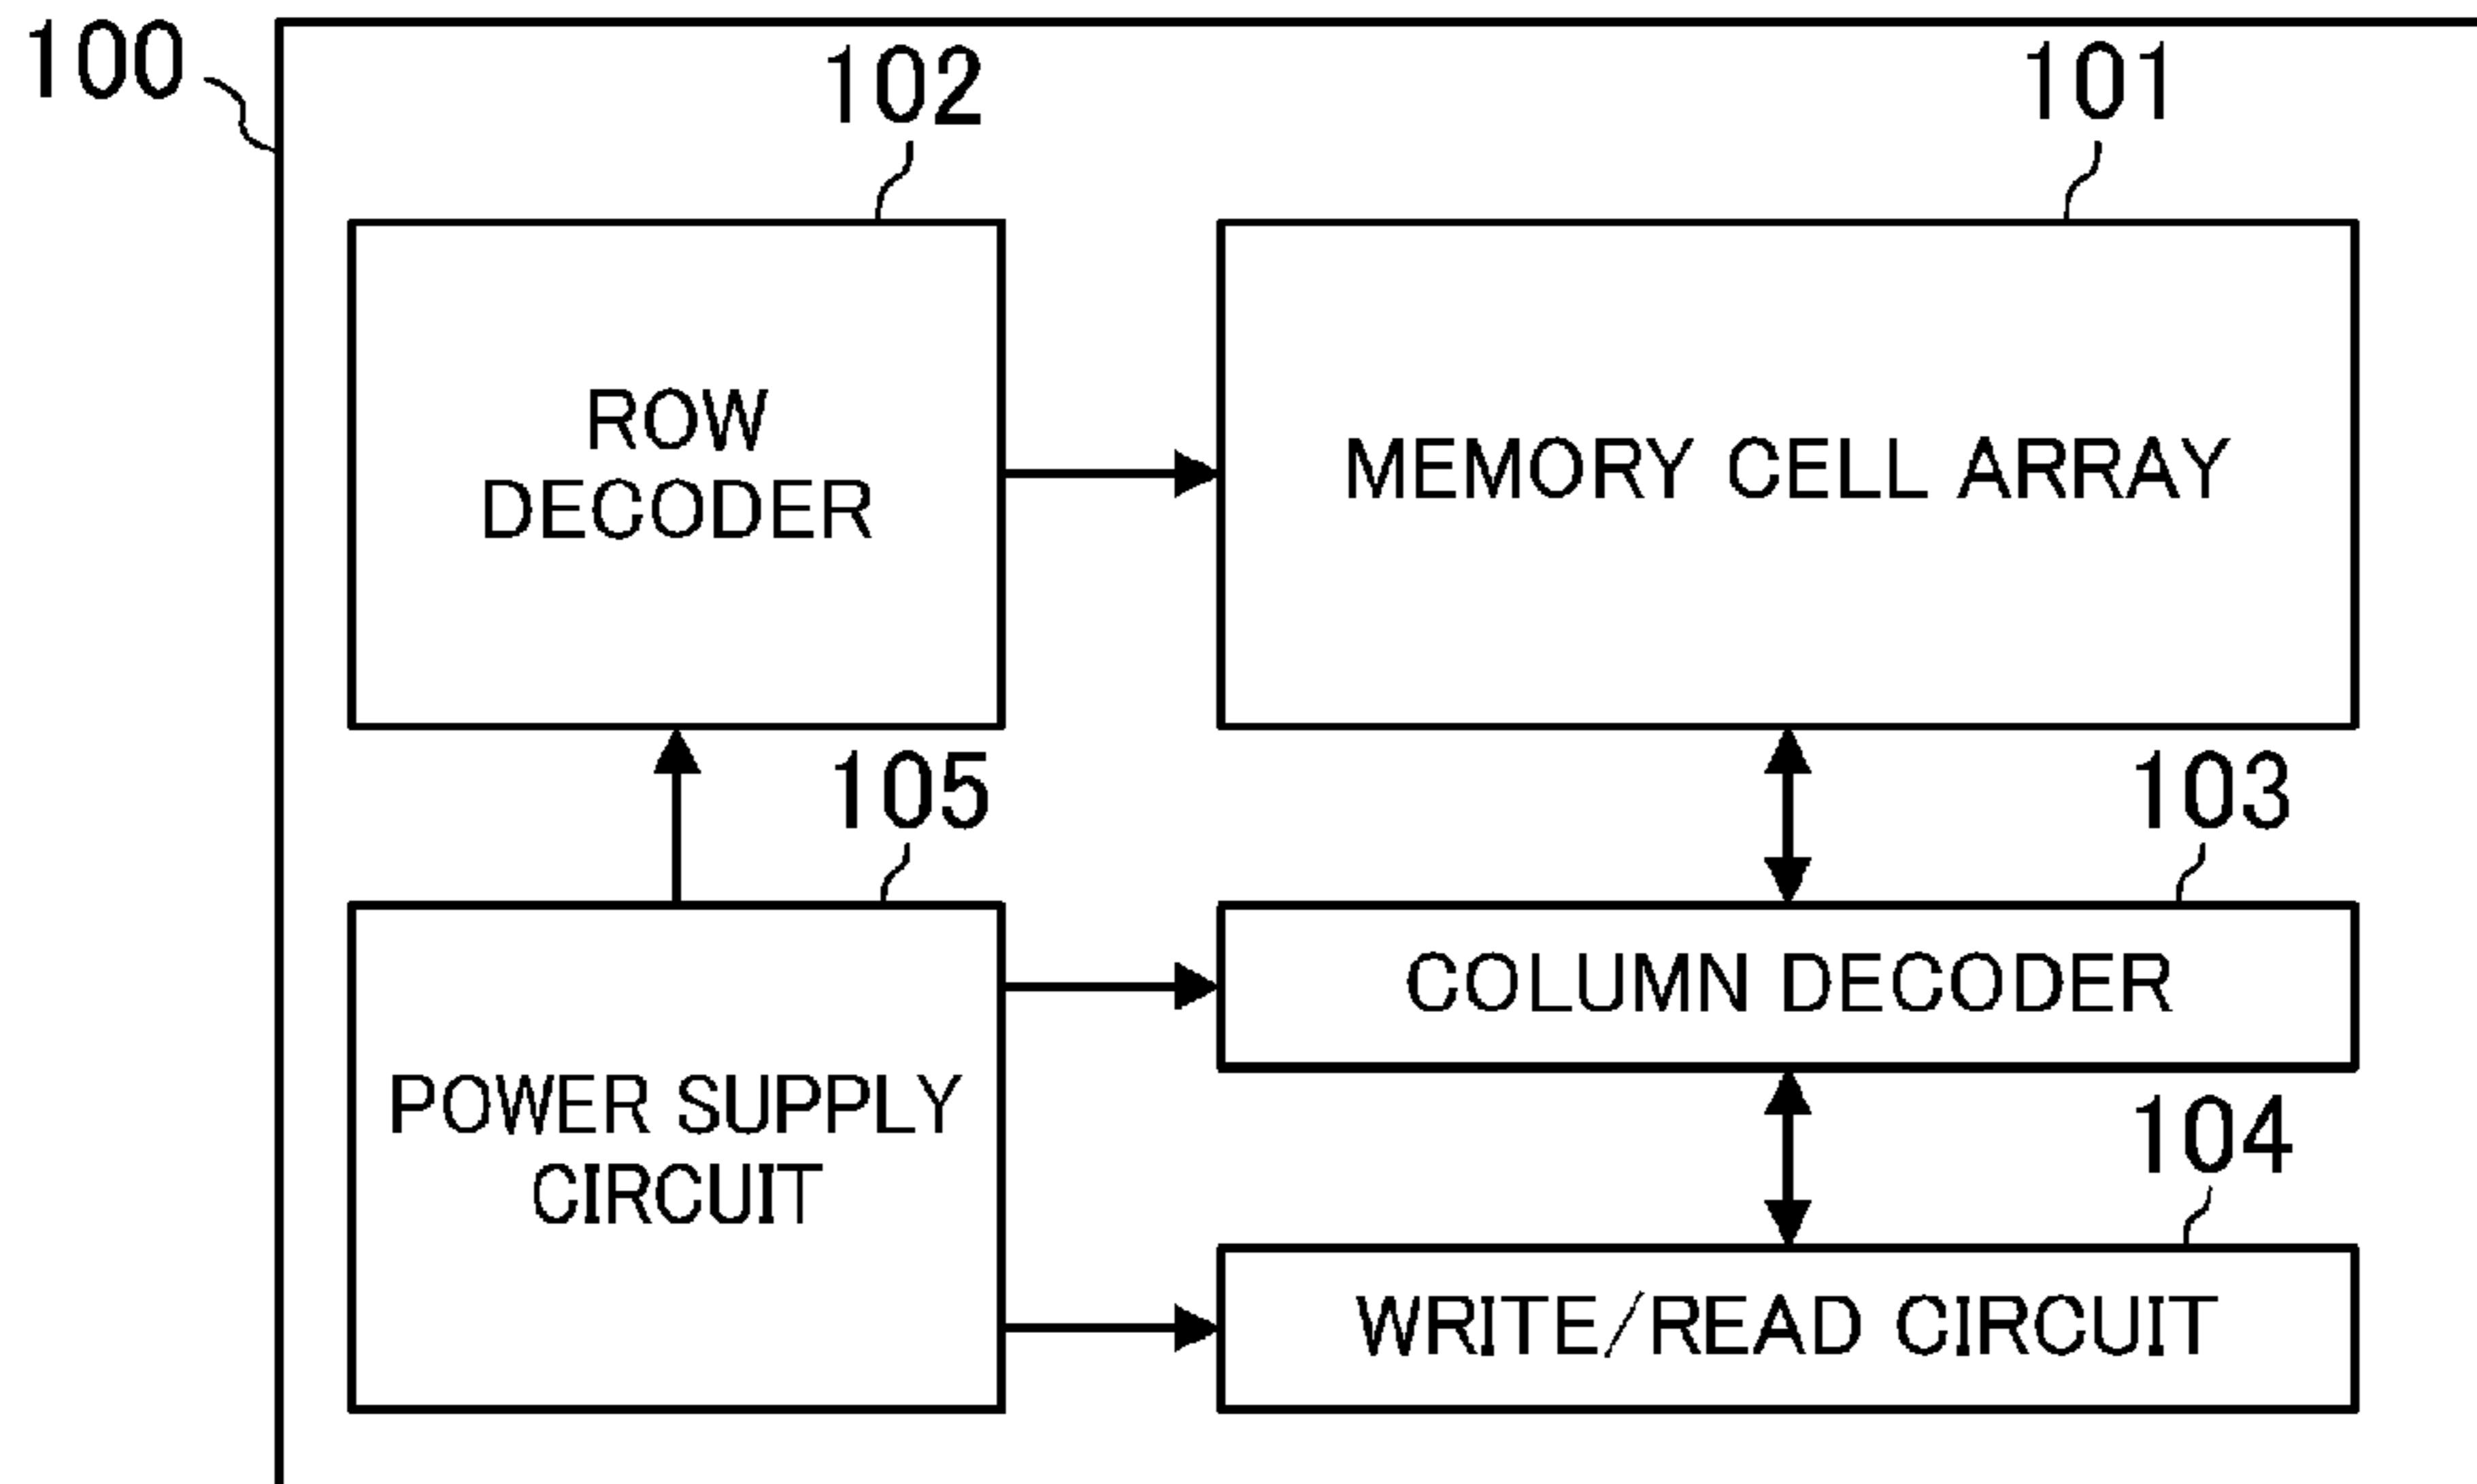 100
102
101
ROW
DECODER
MEMORY CELL ARRAY
105
103
COLUMN DECODER
POWER SUPPLY
CIRCUIT
104
WRITE/READ CIRCUIT